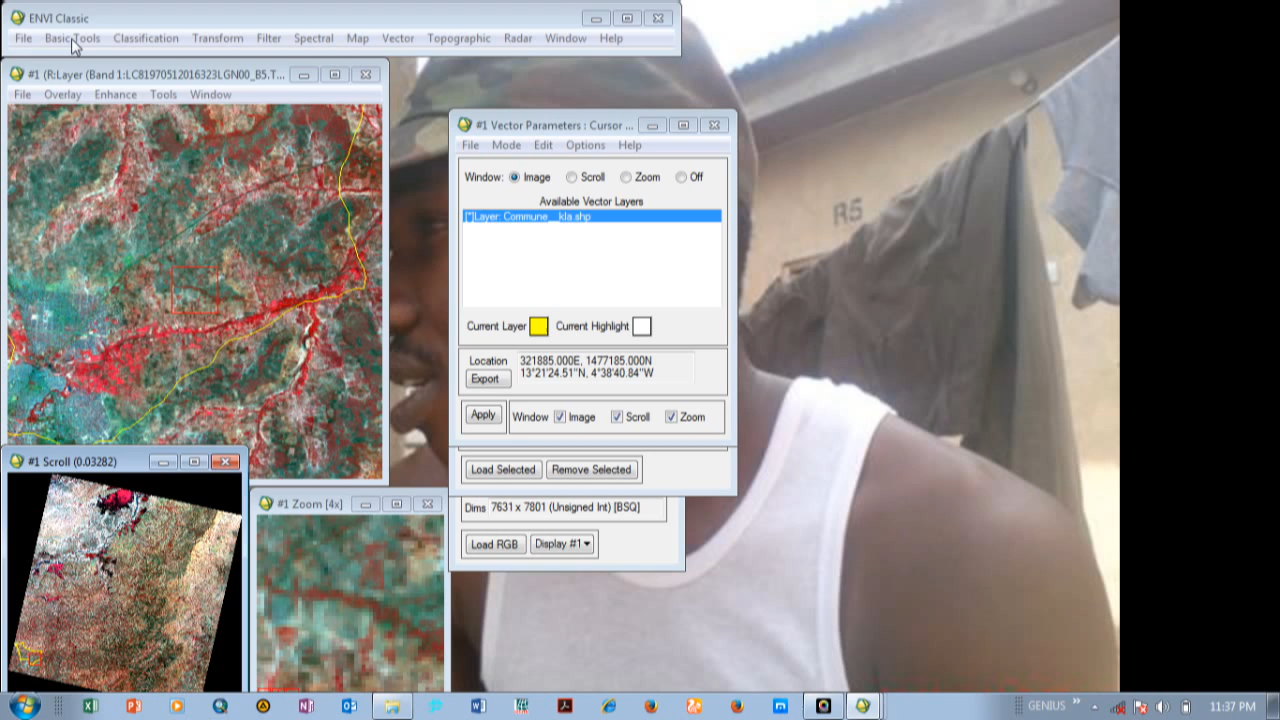 ENVI Classic
File Basic Tools Classification Transform Filter Spectral Map Vector Topographic Radar Window Help
#1 (R:Layer (Band 1:LC81970512016323LGN00_B5.T...
File Overlay Enhance Tools Window
#1 Vector Parameters : Cursor ...
File Mode Edit Options Help
Window: Image Scroll Zoom Off
Available Vector Layers
[*]Layer: Commune__kla.shp
Current Layer Current Highlight
Location 321885.000E, 1477185.000N
Export 13°21'24.51"N, 4°38'40.84"W
Apply Window Image Scroll Zoom
Load Selected Remove Selected
Dims 7631 x 7801 (Unsigned Int) [BSQ]
Load RGB Display #1
#1 Scroll (0.03282)
#1 Zoom [4x]
R5
GENIUS » 11:37 PM